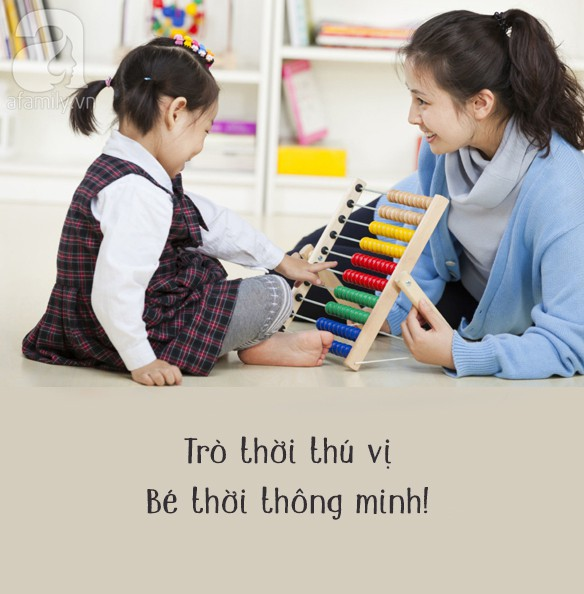 afamily.vn
Trò thời thú vị
Bé thời thông minh!